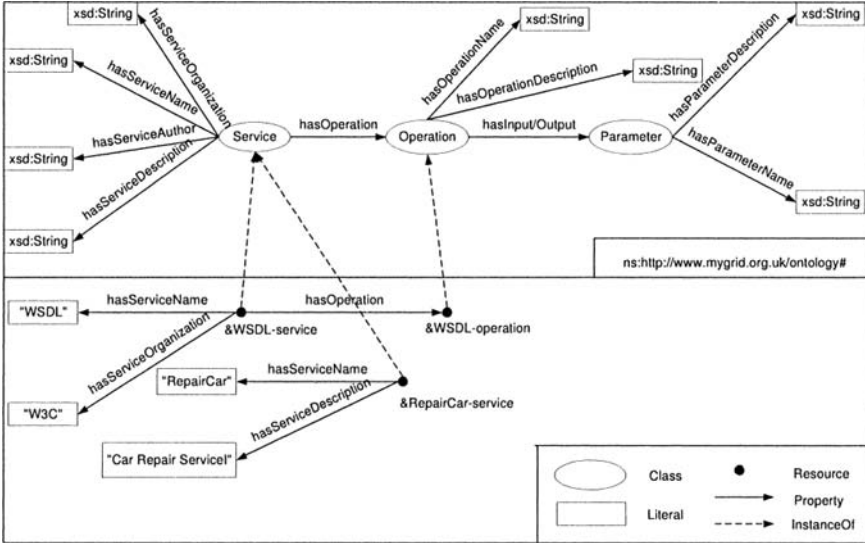 xsd:String
xsd:String
xsd:String
xsd:String
hasServiceOrganization
hasOperationName
hasParameterDescription
xsd:String
hasServiceName
hasOperationDescription
xsd:String
hasServiceAuthor
Service
hasOperation
Operation
hasInput/Output
Parameter
xsd:String
hasServiceDescription
hasParameterName
xsd:String
xsd:String
ns:http://www.mygrid.org.uk/ontology#
"WSDL"
hasServiceName
hasOperation
&WSDL-service
&WSDL-operation
hasServiceOrganization
"RepairCar"
hasServiceName
&RepairCar-service
"W3C"
hasServiceDescription
"Car Repair Servicel"
Class
Resource
Literal
Property
InstanceOf